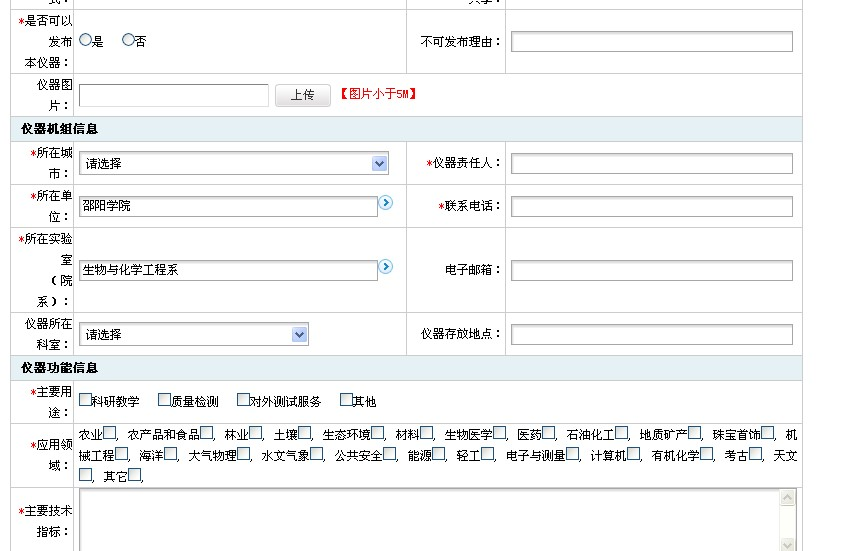 式： 共享：
*是否可以
发布
本仪器： 是 否 不可发布理由：
仪器图
片： 上传 【图片小于5M】
仪器机组信息
*所在城
市： 请选择 *仪器责任人：
*所在单
位： 邵阳学院 *联系电话：
*所在实验
室
（院
系）： 生物与化学工程系 电子邮箱：
仪器所在
科室： 请选择 仪器存放地点：
仪器功能信息
*主要用
途： 科研教学 质量检测 对外测试服务 其他
*应用领
域： 农业, 农产品和食品, 林业, 土壤, 生态环境, 材料, 生物医学, 医药, 石油化工, 地质矿产, 珠宝首饰, 机
械工程, 海洋, 大气物理, 水文气象, 公共安全, 能源, 轻工, 电子与测量, 计算机, 有机化学, 考古, 天文
, 其它,
*主要技术
指标：